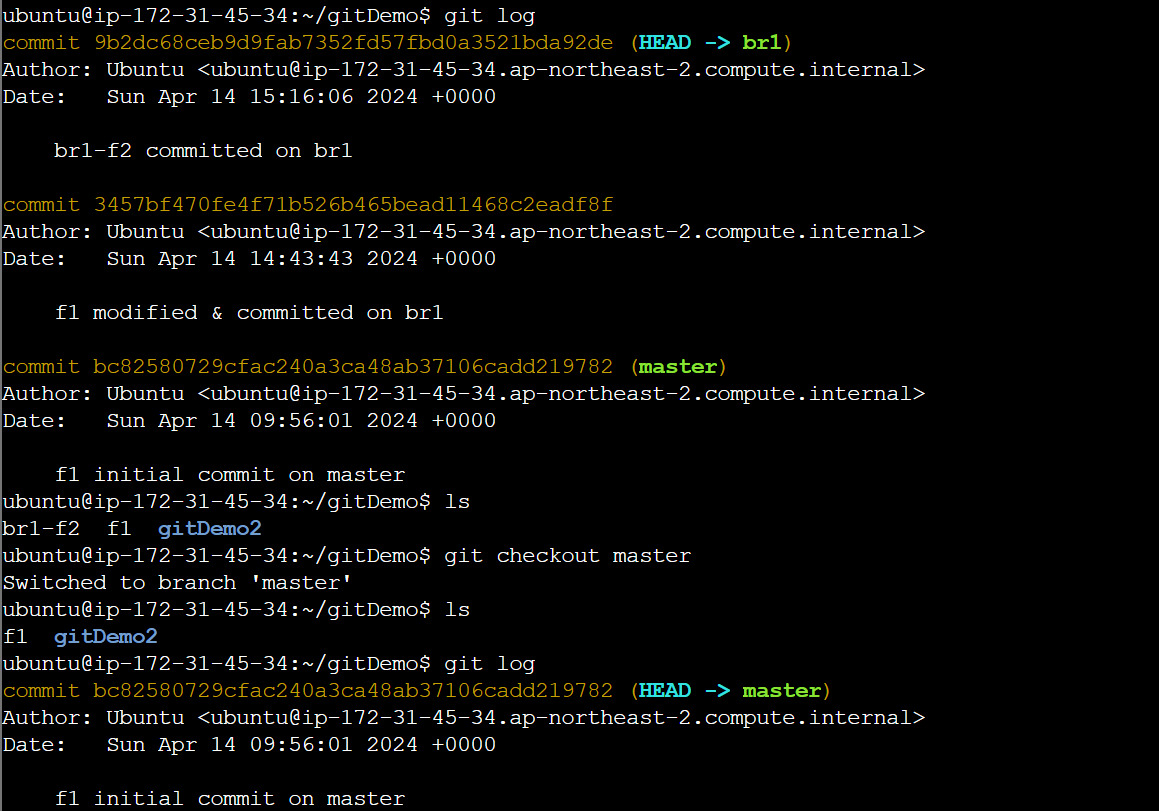 ubuntu@ip-172-31-45-34:~/gitDemo$ git log
commit 9b2dc68ceb9d9fab7352fd57fbd0a3521bda92de (HEAD -> br1)
Author: Ubuntu <ubuntu@ip-172-31-45-34.ap-northeast-2.compute.internal>
Date:   Sun Apr 14 15:16:06 2024 +0000
br1-f2 committed on br1
commit 3457bf470fe4f71b526b465bead11468c2eadf8f
Author: Ubuntu <ubuntu@ip-172-31-45-34.ap-northeast-2.compute.internal>
Date:   Sun Apr 14 14:43:43 2024 +0000
f1 modified & committed on br1
commit bc82580729cfac240a3ca48ab37106cadd219782 (master)
Author: Ubuntu <ubuntu@ip-172-31-45-34.ap-northeast-2.compute.internal>
Date:   Sun Apr 14 09:56:01 2024 +0000
f1 initial commit on master
ubuntu@ip-172-31-45-34:~/gitDemo$ ls
br1-f2  f1  gitDemo2
ubuntu@ip-172-31-45-34:~/gitDemo$ git checkout master
Switched to branch 'master'
ubuntu@ip-172-31-45-34:~/gitDemo$ ls
f1  gitDemo2
ubuntu@ip-172-31-45-34:~/gitDemo$ git log
commit bc82580729cfac240a3ca48ab37106cadd219782 (HEAD -> master)
Author: Ubuntu <ubuntu@ip-172-31-45-34.ap-northeast-2.compute.internal>
Date:   Sun Apr 14 09:56:01 2024 +0000
f1 initial commit on master